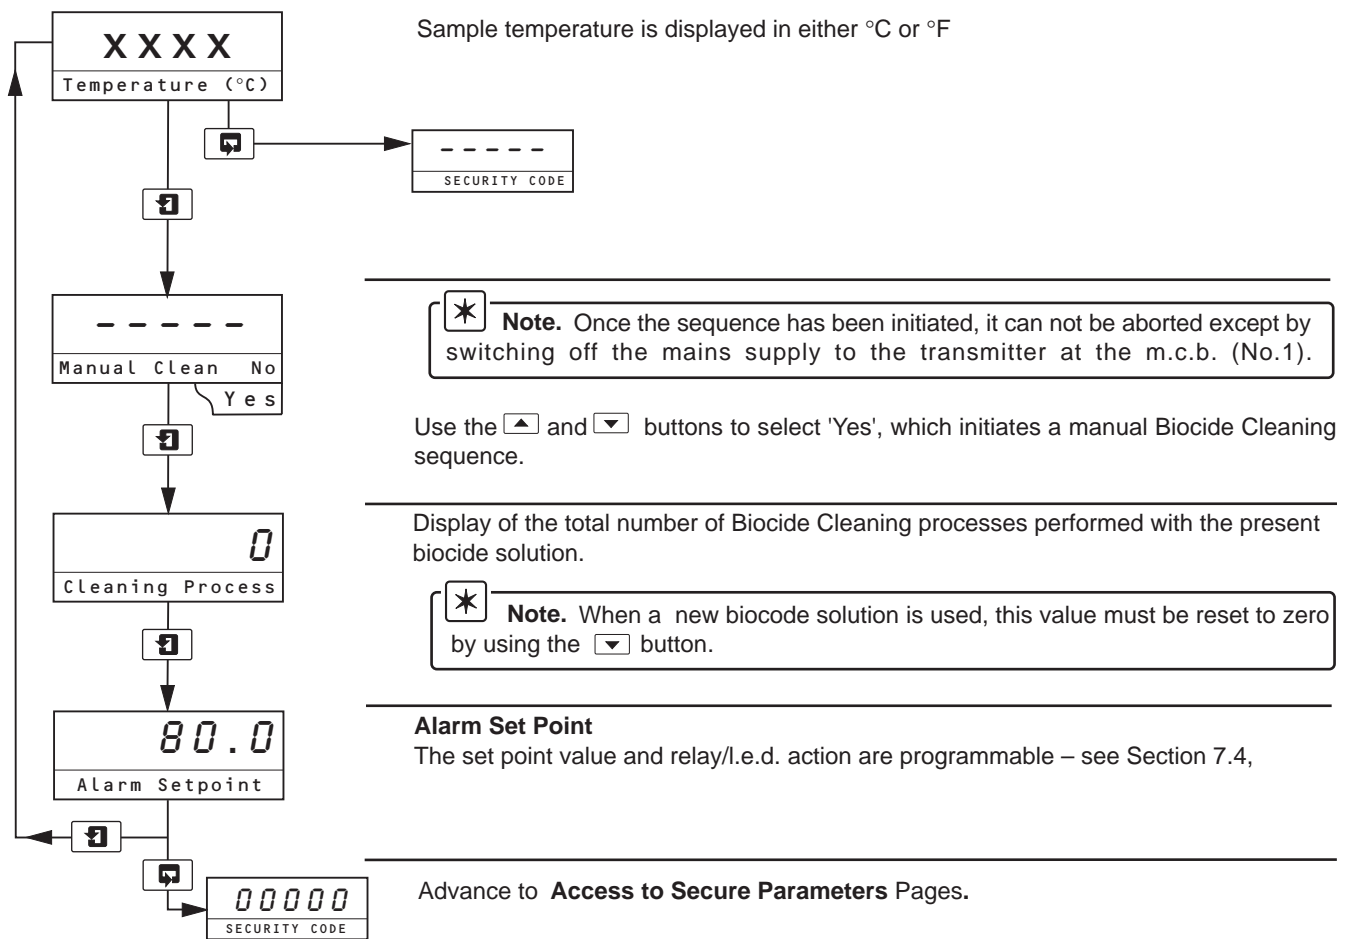 X X X X
Temperature (°C)
Sample temperature is displayed in either °C or °F
- - - - -
SECURITY CODE
- - - - -
Manual Clean No
Yes
Note. Once the sequence has been initiated, it can not be aborted except by
switching off the mains supply to the transmitter at the m.c.b. (No.1).
Use the and buttons to select 'Yes', which initiates a manual Biocide Cleaning
sequence.
0
Cleaning Process
Display of the total number of Biocide Cleaning processes performed with the present
biocide solution.
Note. When a new biocode solution is used, this value must be reset to zero
by using the button.
80.0
Alarm Setpoint
Alarm Set Point
The set point value and relay/l.e.d. action are programmable – see Section 7.4,
00000
SECURITY CODE
Advance to Access to Secure Parameters Pages.